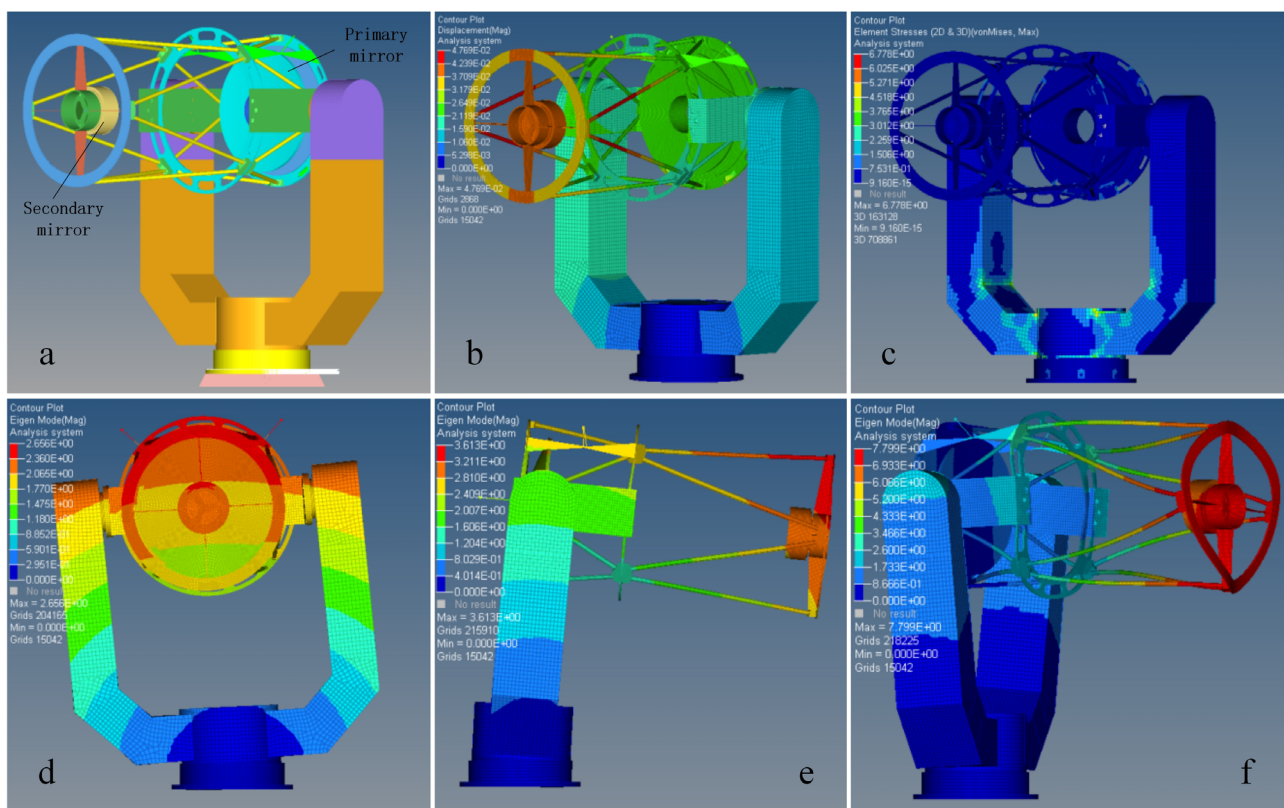 Primary
mirror
Secondary
mirror
a
Contour Plot
Displacement(Mag)
Analysis system
4.769E-02
4.239E-02
3.709E-02
3.179E-02
2.649E-02
2.119E-02
1.590E-02
1.060E-02
5.298E-03
0.000E+00
No result
Max = 4.769E-02
Grids 2868
Min = 0.000E+00
Grids 15042
b
Contour Plot
Element Stresses (2D & 3D)(vonMises, Max)
Analysis system
6.778E+00
6.025E+00
5.271E+00
4.518E+00
3.765E+00
3.012E+00
2.259E+00
1.506E+00
7.531E-01
9.160E-15
No result
Max = 6.778E+00
3D 163128
Min = 9.160E-15
3D 708861
c
Contour Plot
Eigen Mode(Mag)
Analysis system
2.656E+00
2.360E+00
2.065E+00
1.770E+00
1.475E+00
1.180E+00
8.852E-01
5.901E-01
2.951E-01
0.000E+00
No result
Max = 2.656E+00
Grids 204165
Min = 0.000E+00
Grids 15042
d
Contour Plot
Eigen Mode(Mag)
Analysis system
3.613E+00
3.211E+00
2.810E+00
2.409E+00
2.007E+00
1.606E+00
1.204E+00
8.029E-01
4.014E-01
0.000E+00
No result
Max = 3.613E+00
Grids 215910
Min = 0.000E+00
Grids 15042
e
Contour Plot
Eigen Mode(Mag)
Analysis system
7.799E+00
6.933E+00
6.066E+00
5.200E+00
4.333E+00
3.466E+00
2.600E+00
1.733E+00
8.666E-01
0.000E+00
No result
Max = 7.799E+00
Grids 218225
Min = 0.000E+00
Grids 15042
f